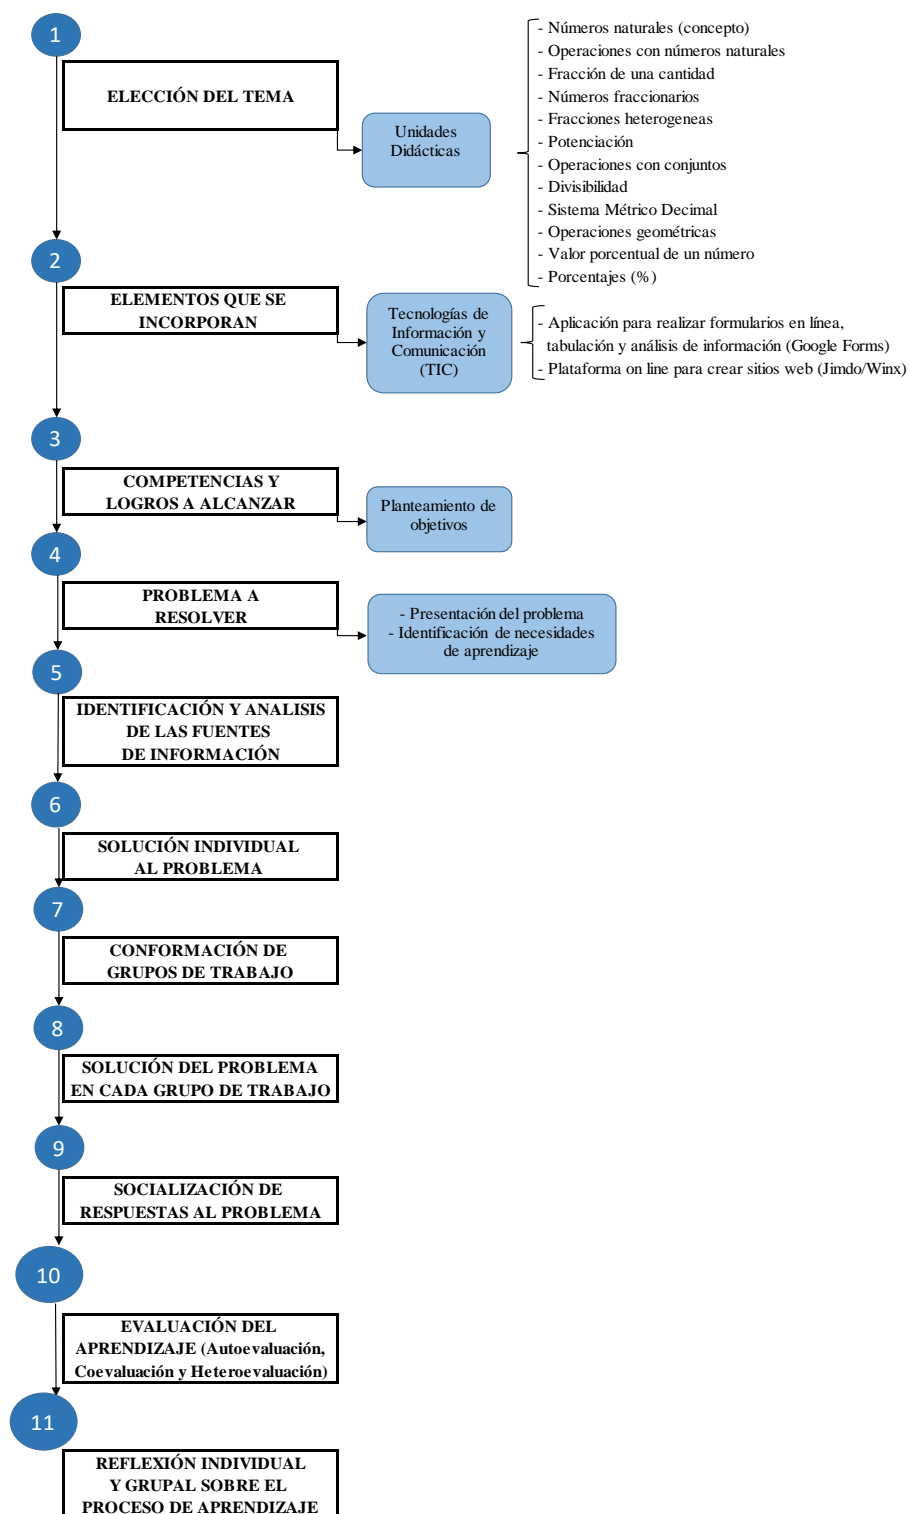 1
ELECCIÓN DEL TEMA
Unidades
Didácticas
- Números naturales (concepto)
- Operaciones con números naturales
- Fracción de una cantidad
- Números fraccionarios
- Fracciones heterogeneas
- Potenciación
- Operaciones con conjuntos
- Divisibilidad
- Sistema Métrico Decimal
- Operaciones geométricas
- Valor porcentual de un número
- Porcentajes (%)
2
ELEMENTOS QUE SE
INCORPORAN
Tecnologías de
Información y
Comunicación
(TIC)
- Aplicación para realizar formularios en línea,
tabulación y análisis de información (Google Forms)
- Plataforma on line para crear sitios web (Jimdo/Winx)
3
COMPETENCIAS Y
LOGROS A ALCANZAR
Planteamiento de
objetivos
4
PROBLEMA A
RESOLVER
- Presentación del problema
- Identificación de necesidades
de aprendizaje
5
IDENTIFICACIÓN Y ANALISIS
DE LAS FUENTES
DE INFORMACIÓN
6
SOLUCIÓN INDIVIDUAL
AL PROBLEMA
7
CONFORMACIÓN DE
GRUPOS DE TRABAJO
8
SOLUCIÓN DEL PROBLEMA
EN CADA GRUPO DE TRABAJO
9
SOCIALIZACIÓN DE
RESPUESTAS AL PROBLEMA
10
EVALUACIÓN DEL
APRENDIZAJE (Autoevaluación,
Coevaluación y Heteroevaluación)
11
REFLEXIÓN INDIVIDUAL
Y GRUPAL SOBRE EL
PROCESO DE APRENDIZAJE